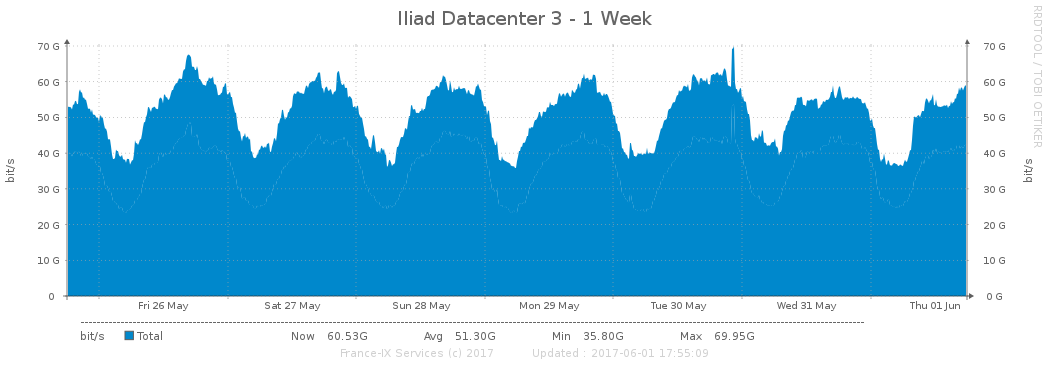 Iliad Datacenter 3 - 1 Week
RRDTOOL / TOBI OETIKER
70 G 70 G
60 G 60 G
50 G 50 G
40 G 40 G
30 G 30 G
20 G 20 G
10 G 10 G
0 0 G
bit/s bit/s
Fri 26 May Sat 27 May Sun 28 May Mon 29 May Tue 30 May Wed 31 May Thu 01 Jun
bit/s Total Now 60.53G Avg 51.30G Min 35.80G Max 69.95G
France-IX Services (c) 2017 Updated : 2017-06-01 17:55:09